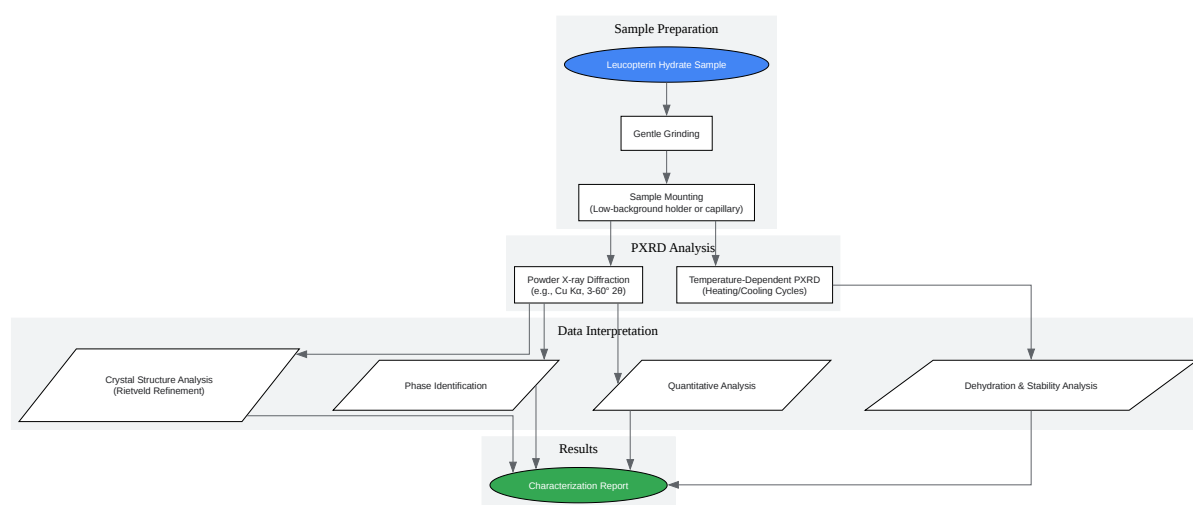 Sample Preparation
Leucopterin Hydrate Sample
Gentle Grinding
Sample Mounting
(Low-background holder or capillary)
PXRD Analysis
Powder X-ray Diffraction
(e.g., Cu Kα, 3-60° 2θ)
Temperature-Dependent PXRD
(Heating/Cooling Cycles)
Data Interpretation
Crystal Structure Analysis
(Rietveld Refinement)
Phase Identification
Quantitative Analysis
Dehydration & Stability Analysis
Results
Characterization Report